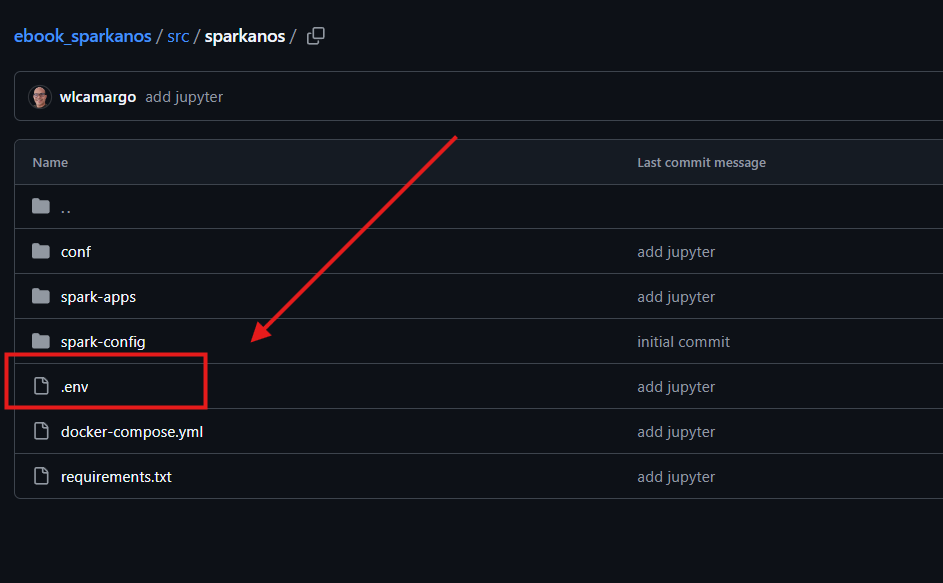 ebook_sparkanos / src / sparkanos /
wlcamargo add jupyter
Name Last commit message
..
conf add jupyter
spark-apps add jupyter
spark-config initial commit
.env add jupyter
docker-compose.yml add jupyter
requirements.txt add jupyter